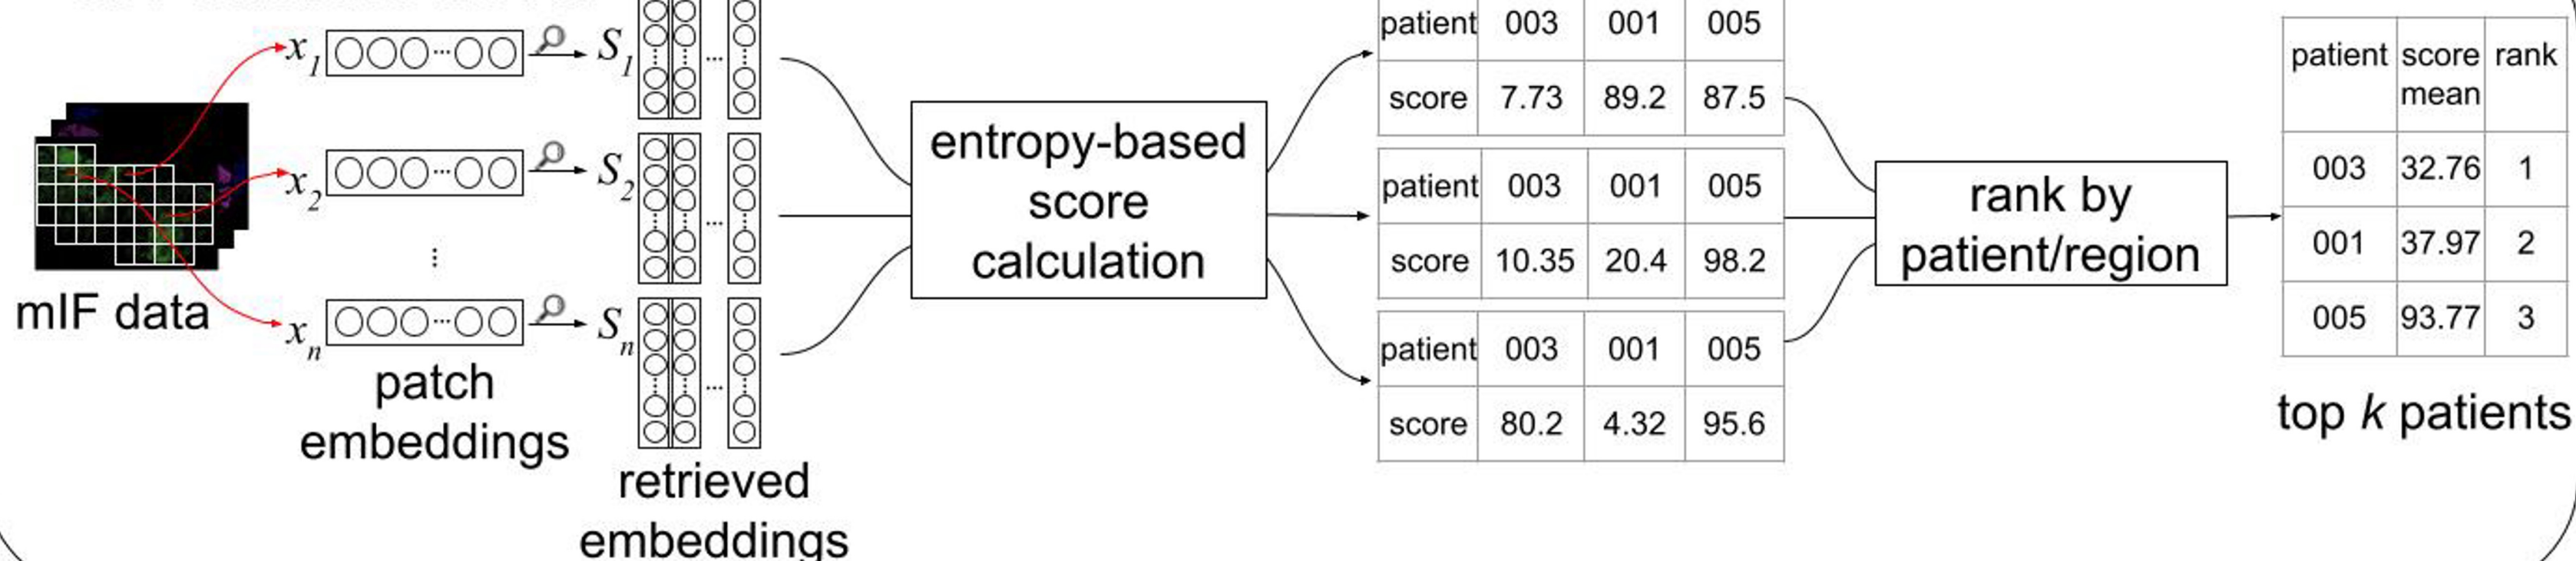 x1
S1
x2
S2
xn
Sn
mIF data
patch
embeddings
retrieved
embeddings
entropy-based
score
calculation
patient 003 001 005
score 7.73 89.2 87.5
patient 003 001 005
score 10.35 20.4 98.2
patient 003 001 005
score 80.2 4.32 95.6
rank by
patient/region
patient score mean rank
003 32.76 1
001 37.97 2
005 93.77 3
top k patients